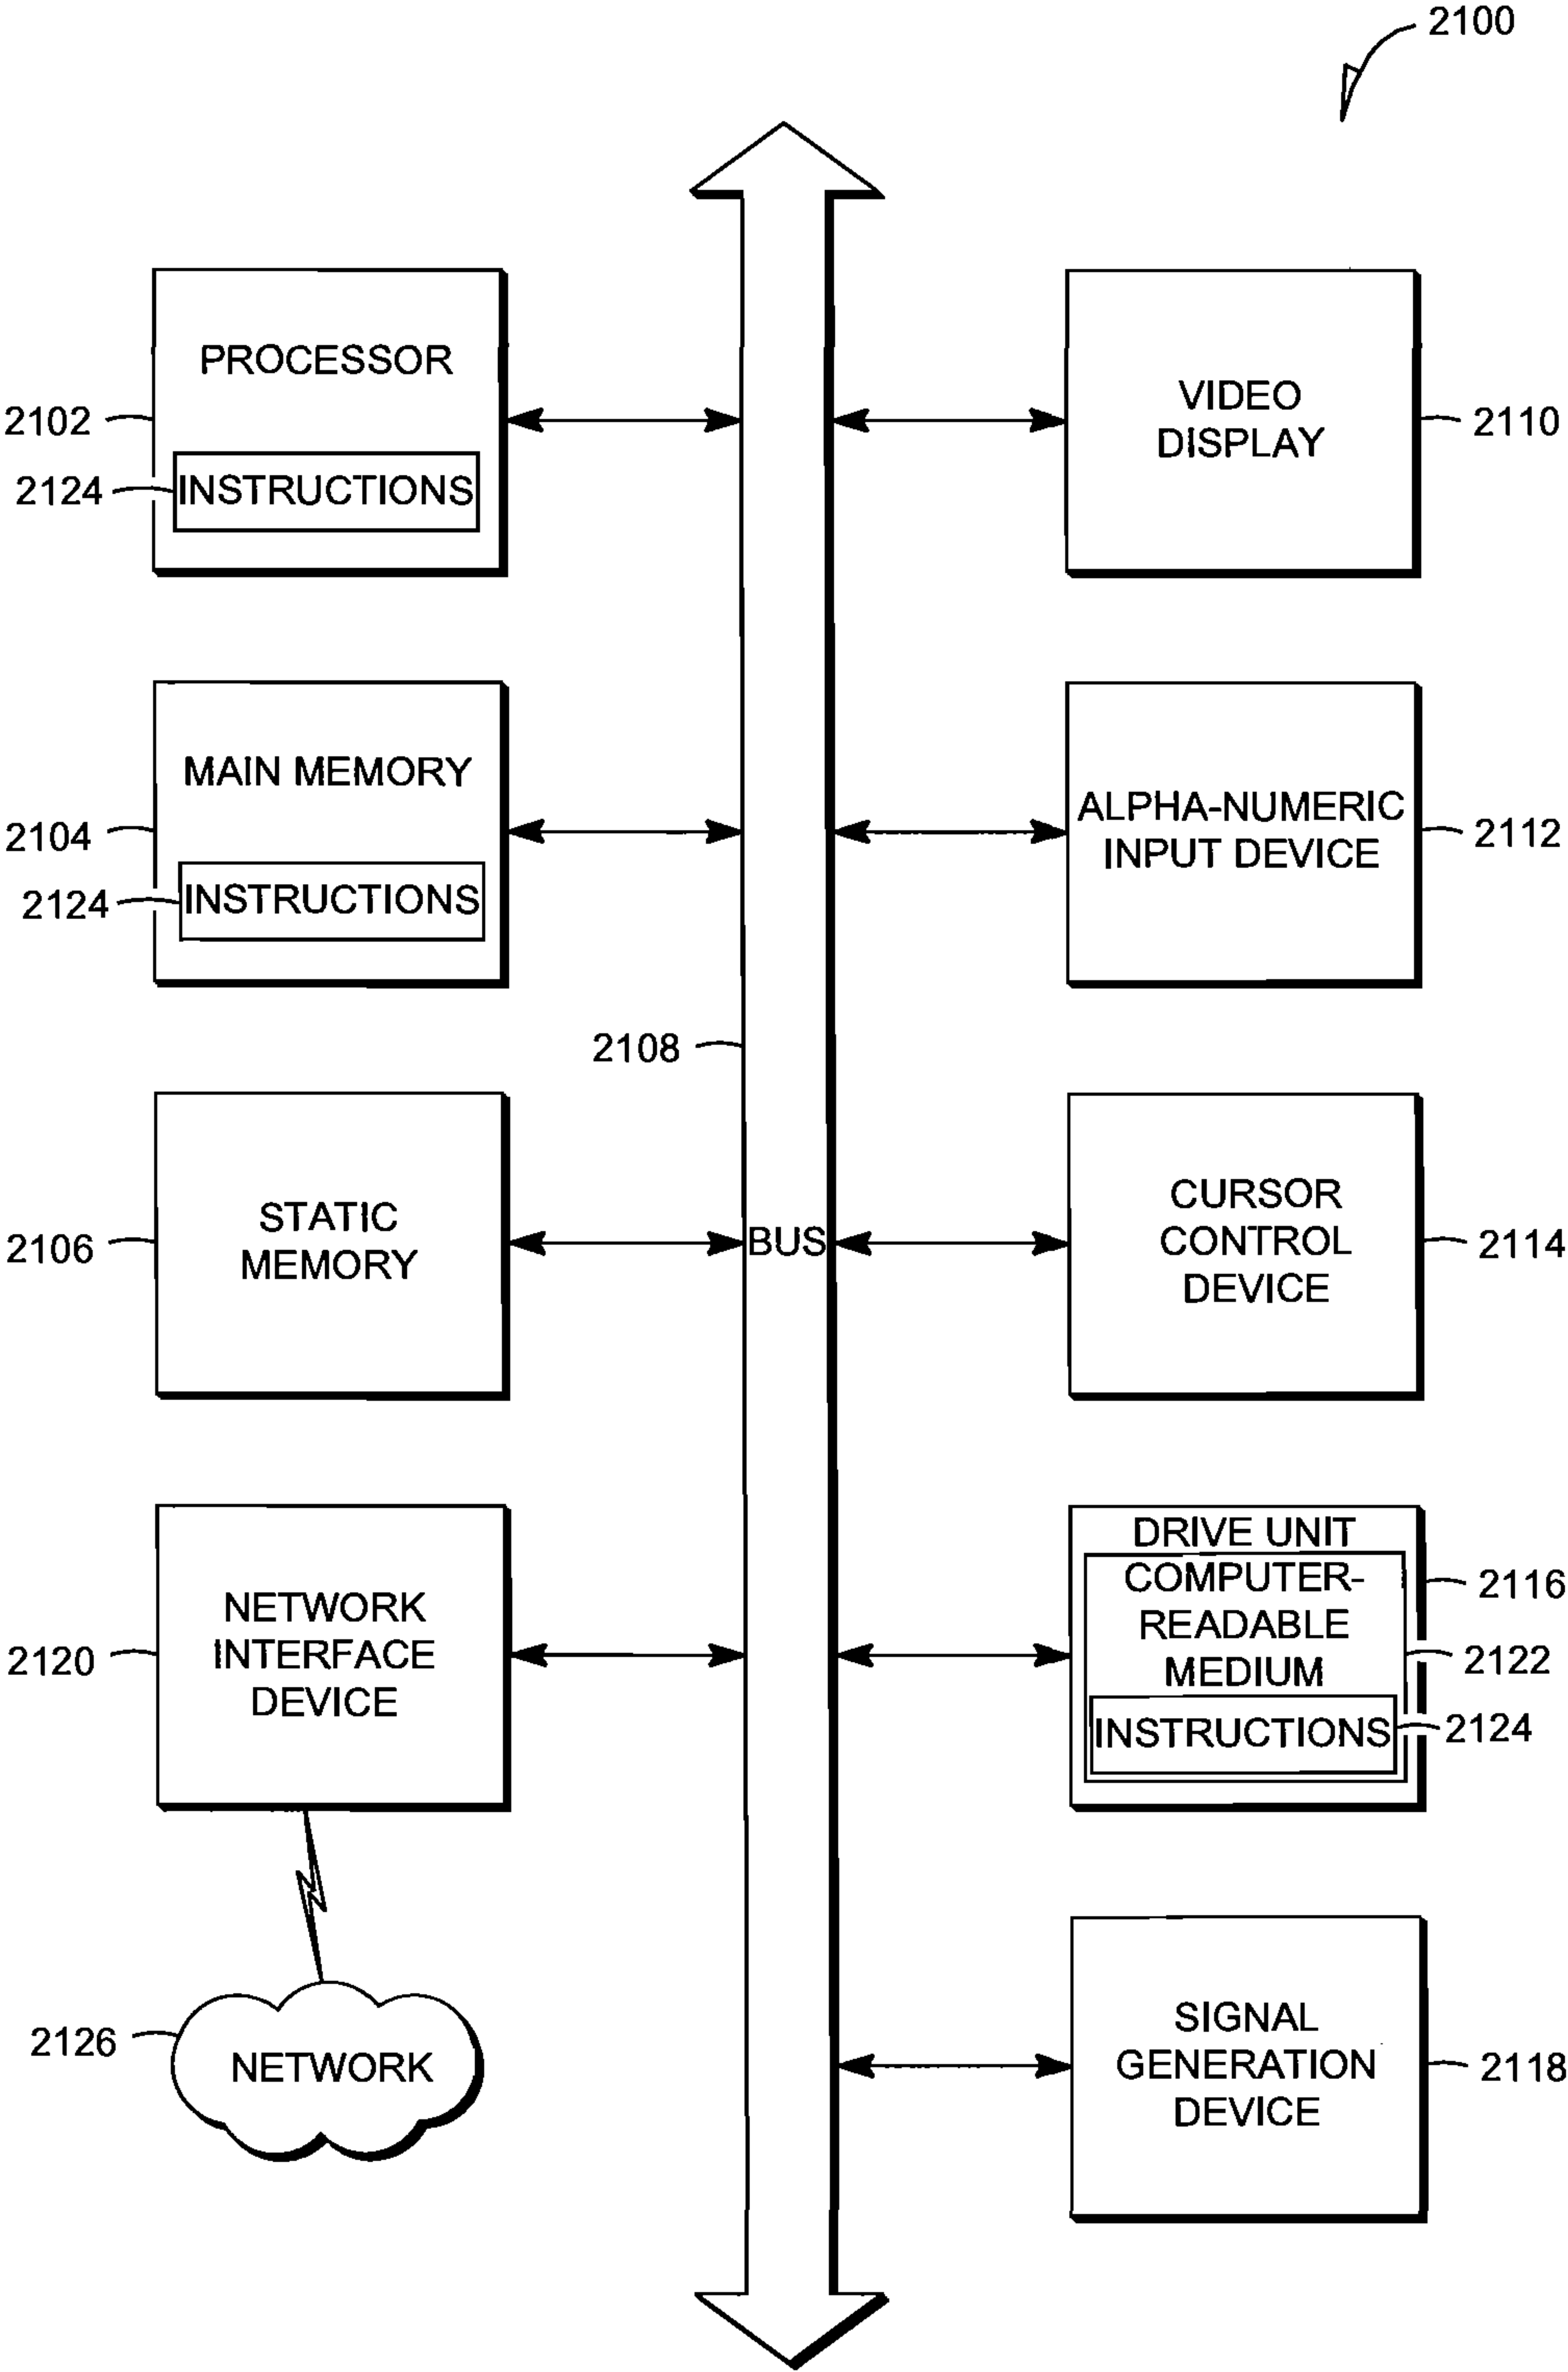 2100
PROCESSOR
2102
2124
INSTRUCTIONS
VIDEO
DISPLAY
2110
MAIN MEMORY
2104
2124
INSTRUCTIONS
ALPHA-NUMERIC
INPUT DEVICE
2112
2108
STATIC
MEMORY
2106
BUS
CURSOR
CONTROL
DEVICE
2114
NETWORK
INTERFACE
DEVICE
2120
DRIVE UNIT
COMPUTER-
READABLE
MEDIUM
2116
2122
INSTRUCTIONS
2124
2126
NETWORK
SIGNAL
GENERATION
DEVICE
2118